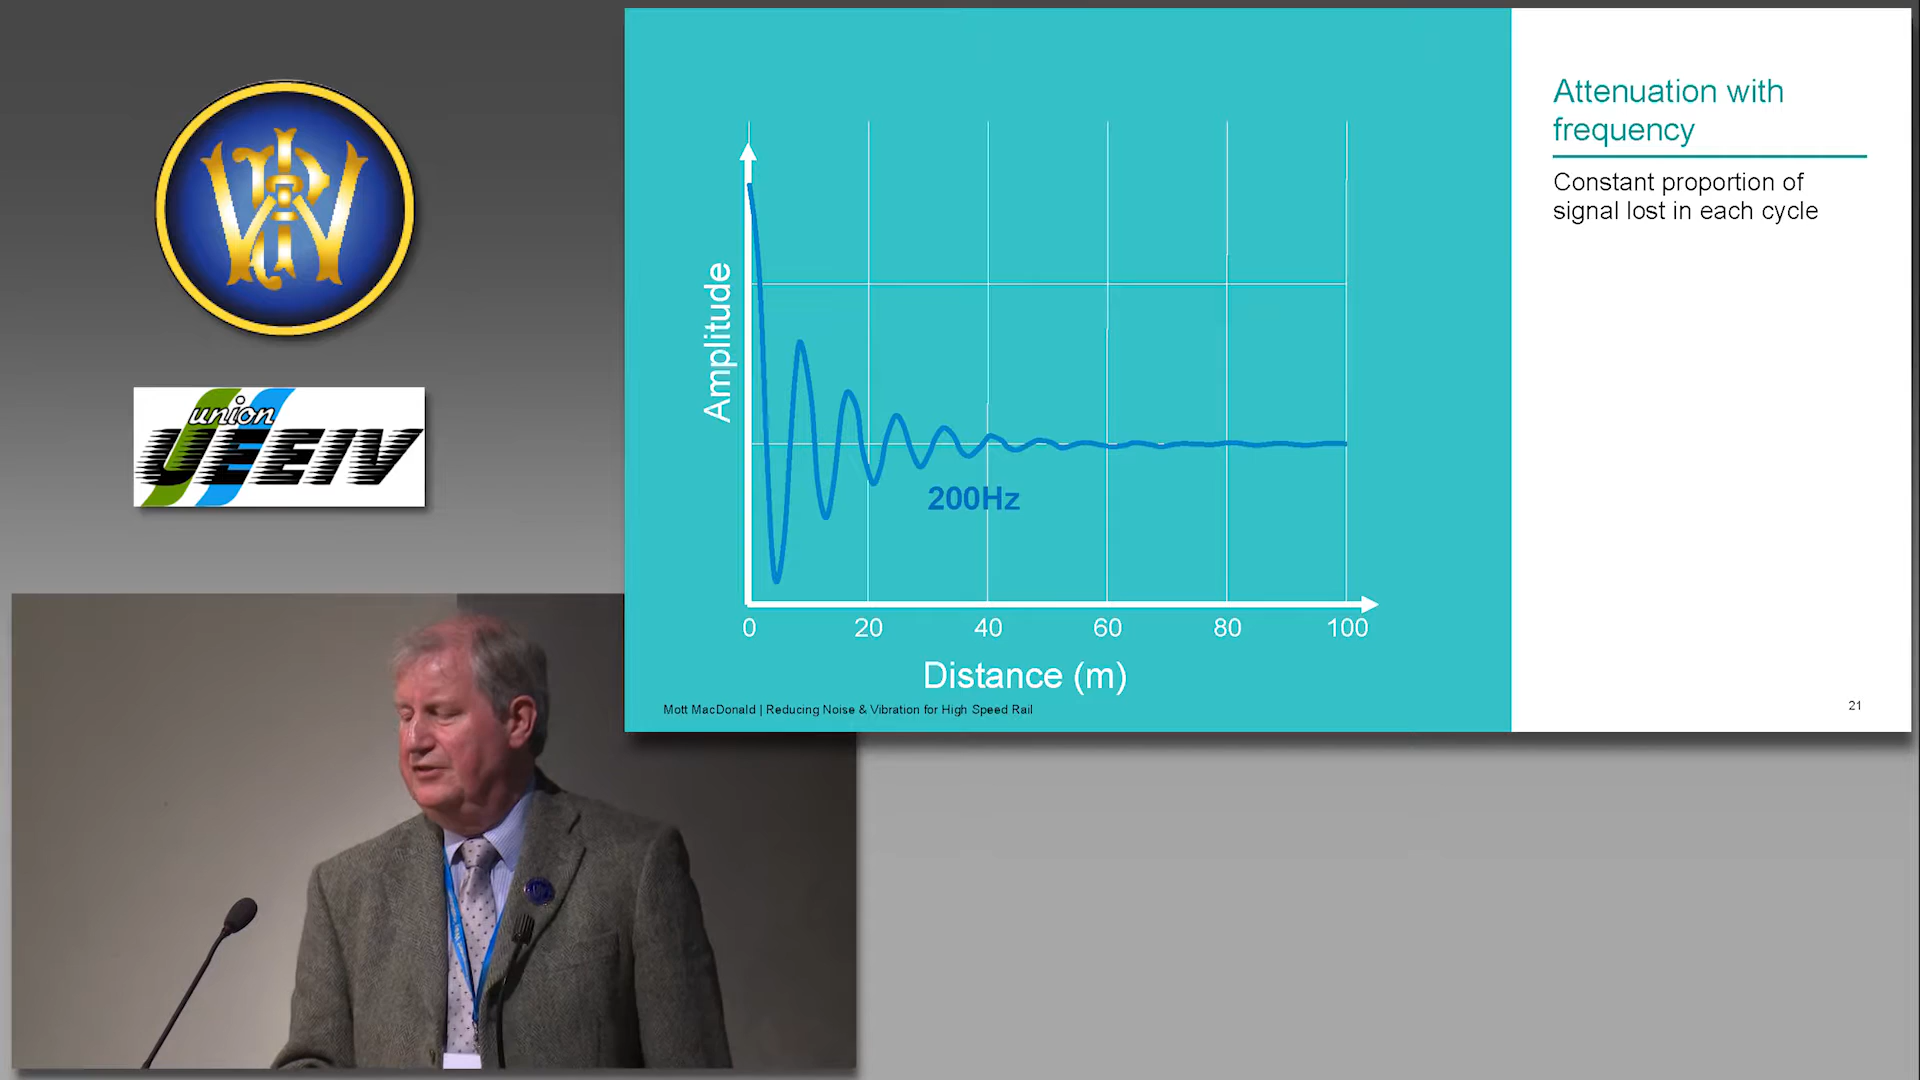 union
UEEIV
Attenuation with
frequency
Constant proportion of
signal lost in each cycle
Amplitude
200Hz
0 20 40 60 80 100
Distance (m)
Mott MacDonald | Reducing Noise & Vibration for High Speed Rail
21